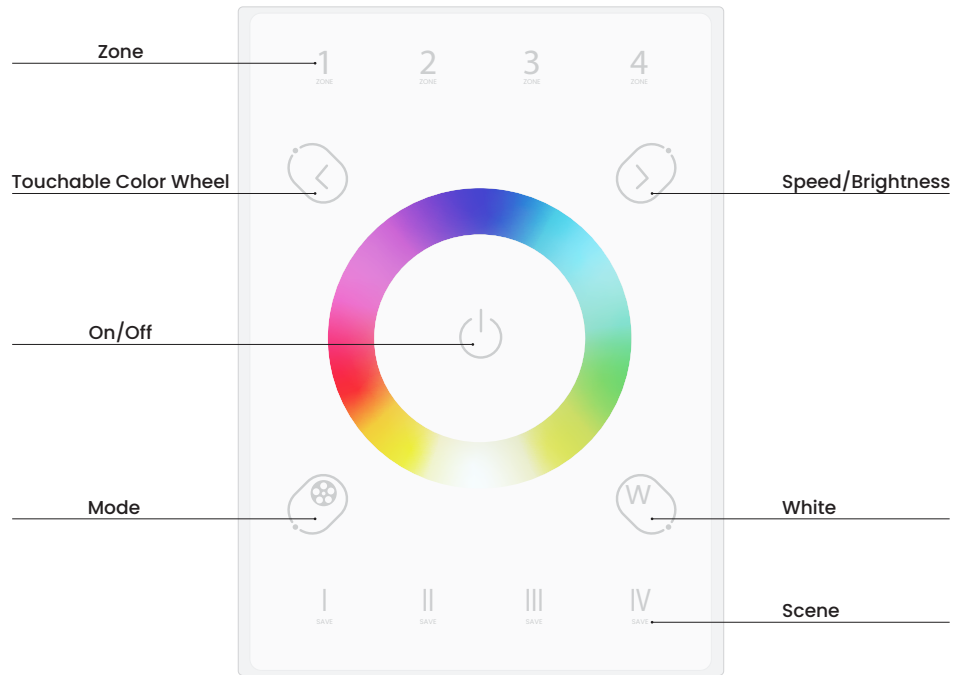 Zone
1 2 3 4
ZONE ZONE ZONE ZONE
Touchable Color Wheel
Speed/Brightness
On/Off
Mode
W
White
I II III IV
SAVE SAVE SAVE SAVE
Scene